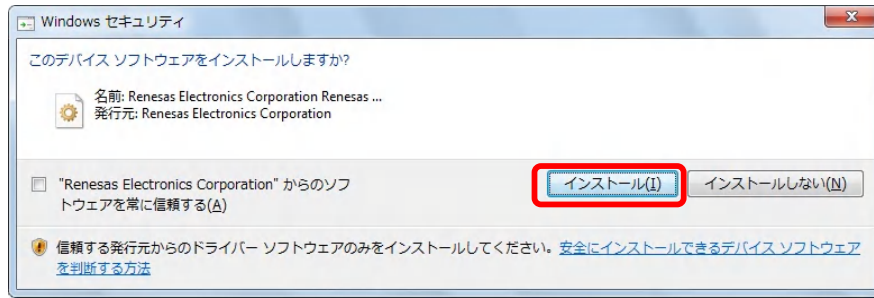 Windows セキュリティ
このデバイス ソフトウェアをインストールしますか?
名前: Renesas Electronics Corporation Renesas ...
発行元: Renesas Electronics Corporation
"Renesas Electronics Corporation" からのソフ
トウェアを常に信頼する(A)
インストール(I)
インストールしない(N)
信頼する発行元からのドライバー ソフトウェアのみをインストールしてください。安全にインストールできるデバイス ソフトウェア
を判断する方法